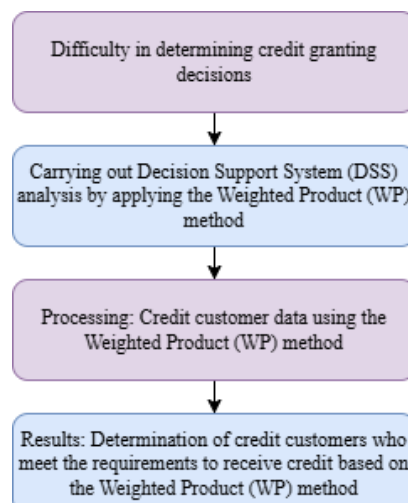 Difficulty in determining credit granting
decisions
Carrying out Decision Support System (DSS)
analysis by applying the Weighted Product (WP)
method
Processing: Credit customer data using the
Weighted Product (WP) method
Results: Determination of credit customers who
meet the requirements to receive credit based on
the Weighted Product (WP) method